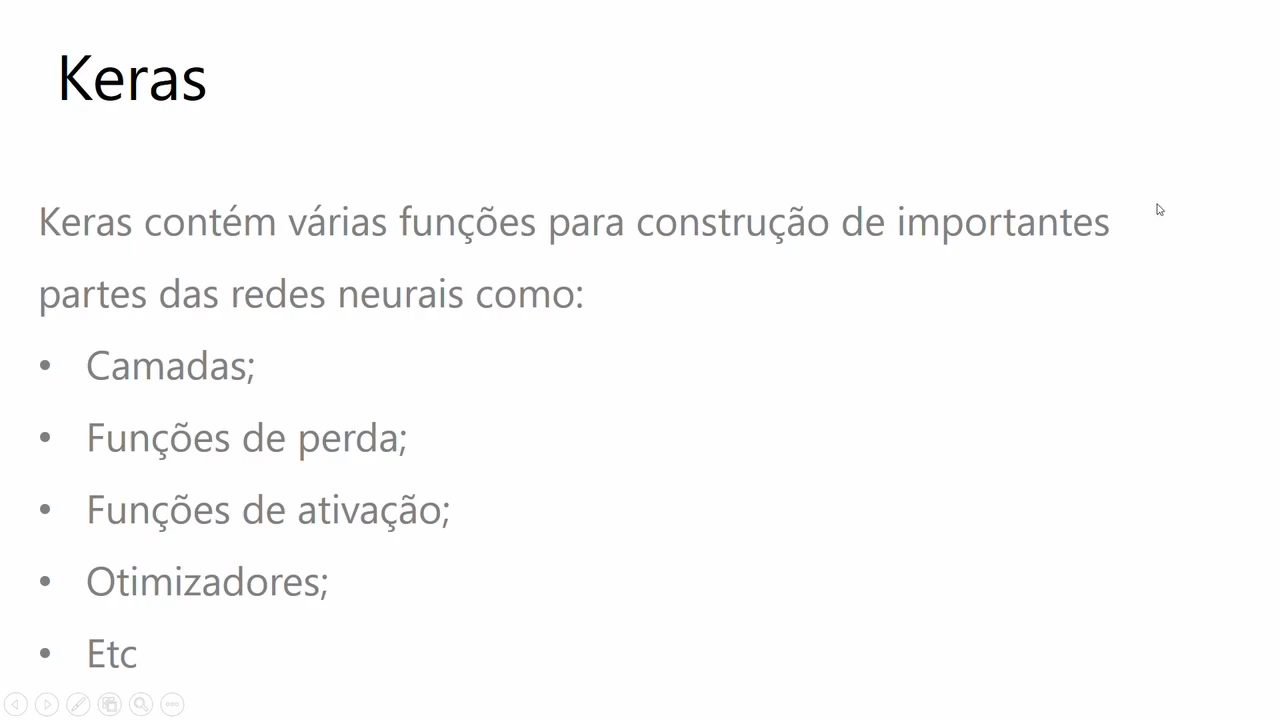 Keras
Keras contém várias funções para construção de importantes
partes das redes neurais como:
• Camadas;
• Funções de perda;
• Funções de ativação;
• Otimizadores;
• Etc